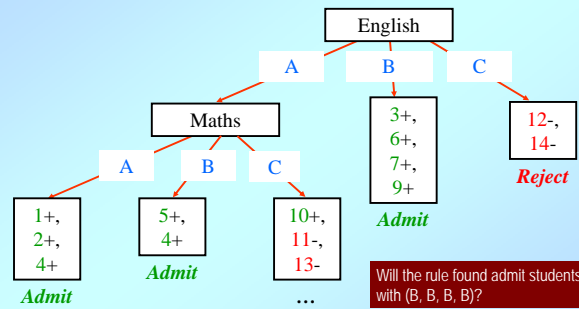 English
A B C
Maths
3+,
6+,
7+,
9+
12-,
14-
A B C
Admit
Reject
1+,
2+,
4+
5+,
4+
10+,
11-,
13-
Admit
Admit
...
Will the rule found admit students
with (B, B, B, B)?